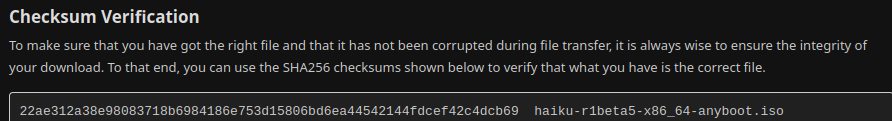 Checksum Verification
To make sure that you have got the right file and that it has not been corrupted during file transfer, it is always wise to ensure the integrity of
your download. To that end, you can use the SHA256 checksums shown below to verify that what you have is the correct file.
22ae312a38e98083718b6984186e753d15806bd6ea44542144fdcef42c4dcb69  haiku-r1beta5-x86_64-anyboot.iso